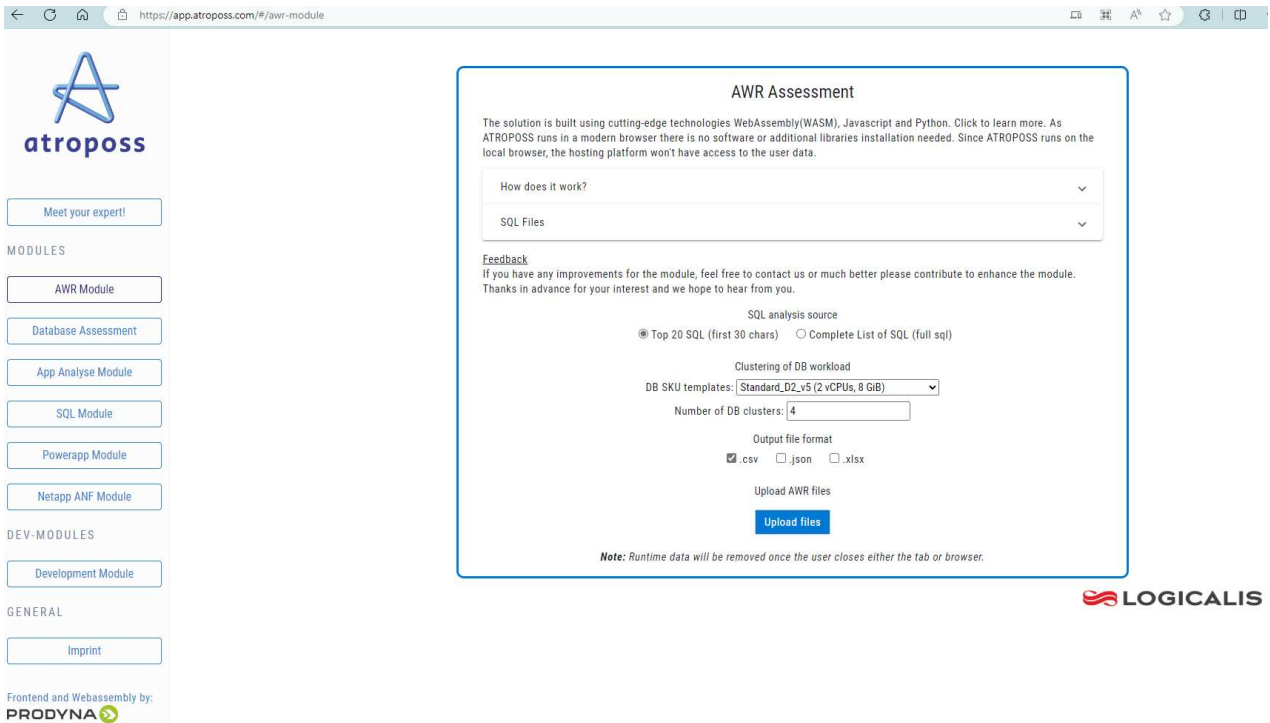 https://app.atroposs.com/#/awr-module
atroposs
Meet your expert!
MODULES
AWR Module
Database Assessment
App Analyse Module
SQL Module
Powerapp Module
Netapp ANF Module
DEV-MODULES
Development Module
GENERAL
Imprint
Frontend and Webassembly by:
PRODYNA
AWR Assessment
The solution is built using cutting-edge technologies WebAssembly(WASM), Javascript and Python. Click to learn more. As
ATROPOSS runs in a modern browser there is no software or additional libraries installation needed. Since ATROPOSS runs on the
local browser, the hosting platform won't have access to the user data.
How does it work?
SQL Files
Feedback
If you have any improvements for the module, feel free to contact us or much better please contribute to enhance the module.
Thanks in advance for your interest and we hope to hear from you.
SQL analysis source
Top 20 SQL (first 30 chars) Complete List of SQL (full sql)
Clustering of DB workload
DB SKU templates: Standard_D2_v5 (2 vCPUs, 8 GiB)
Number of DB clusters: 4
Output file format
.csv .json .xlsx
Upload AWR files
Upload files
Note: Runtime data will be removed once the user closes either the tab or browser.
LOGICALIS